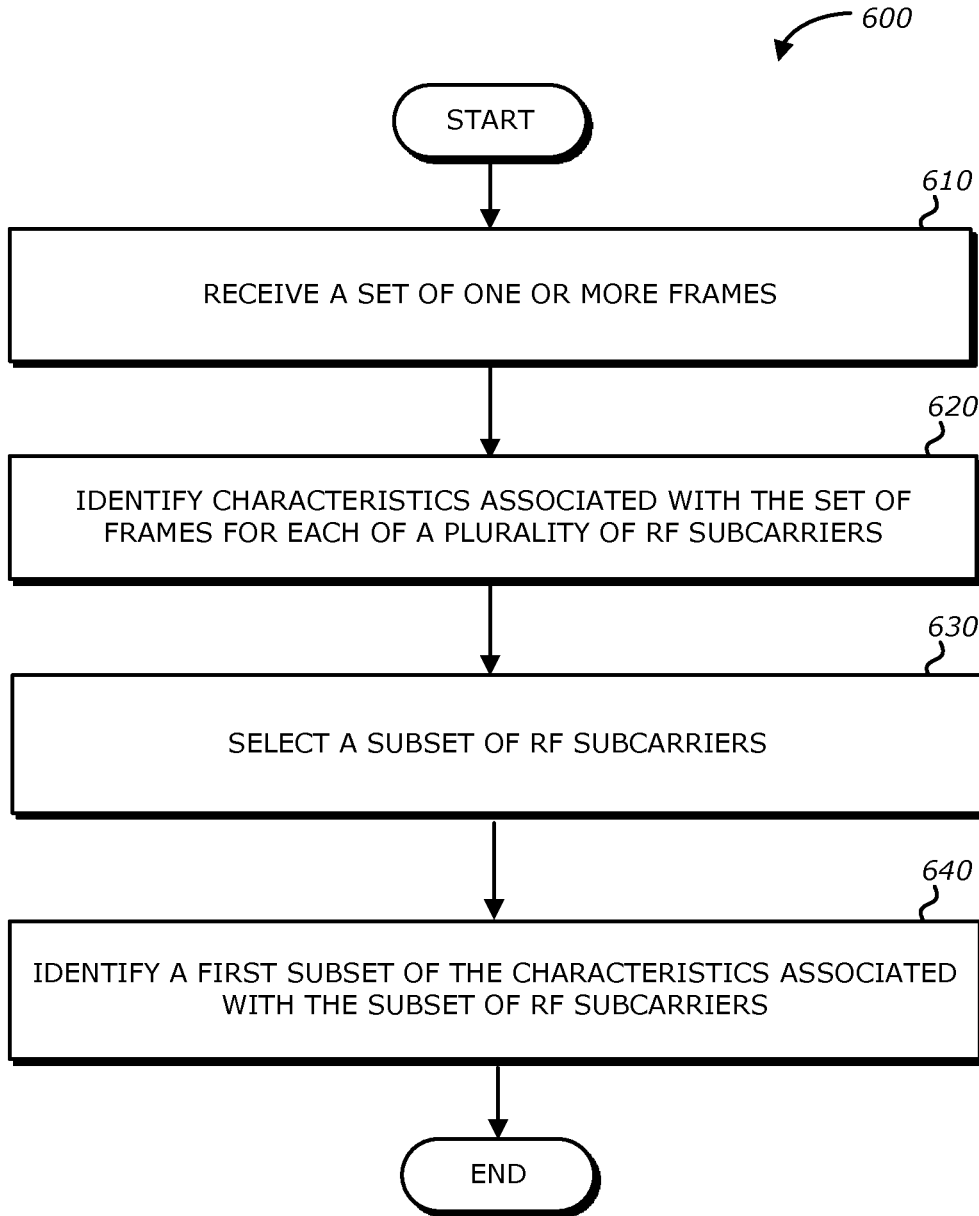 600
START
610
RECEIVE A SET OF ONE OR MORE FRAMES
620
IDENTIFY CHARACTERISTICS ASSOCIATED WITH THE SET OF
FRAMES FOR EACH OF A PLURALITY OF RF SUBCARRIERS
630
SELECT A SUBSET OF RF SUBCARRIERS
640
IDENTIFY A FIRST SUBSET OF THE CHARACTERISTICS ASSOCIATED
WITH THE SUBSET OF RF SUBCARRIERS
END